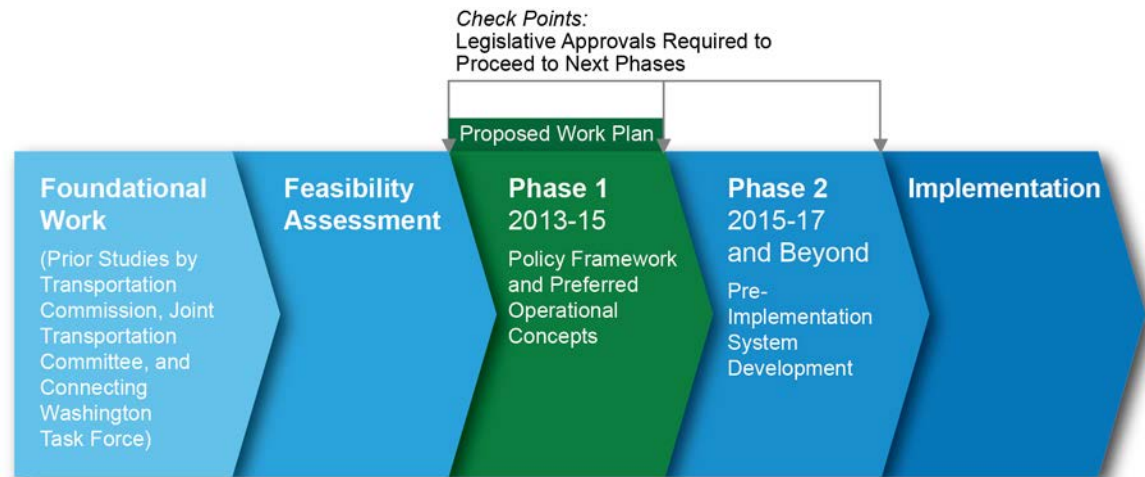 Check Points:
Legislative Approvals Required to
Proceed to Next Phases
Proposed Work Plan
Foundational
Work
(Prior Studies by
Transportation
Commission, Joint
Transportation
Committee, and
Connecting
Washington
Task Force)
Feasibility
Assessment
Phase 1
2013-15
Policy Framework
and Preferred
Operational
Concepts
Phase 2
2015-17
and Beyond
Pre-
Implementation
System
Development
Implementation